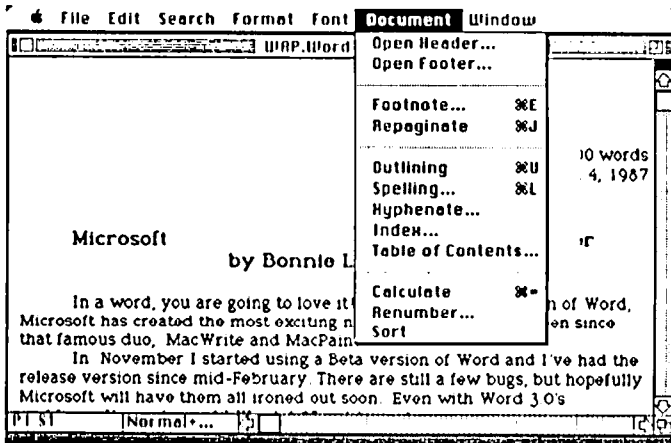 File Edit Search Format Font Document Window
WRP.Word
Open Header...
Open Footer...
Footnote... ⌘E
Repaginate ⌘J
Outlining ⌘U
Spelling... ⌘L
Hyphenate...
Index...
Table of Contents...
Calculate ⌘=
Renumber...
Sort
00 words
4, 1987
Microsoft
by Bonnie L
In a word, you are going to love it n of Word,
Microsoft has created the most exciting n en since
that famous duo, MacWrite and MacPain
In November I started using a Beta version of Word and I've had the
release version since mid-February. There are still a few bugs, but hopefully
Microsoft will have them all ironed out soon. Even with Word 3.0's
P1 S1 Normal+...